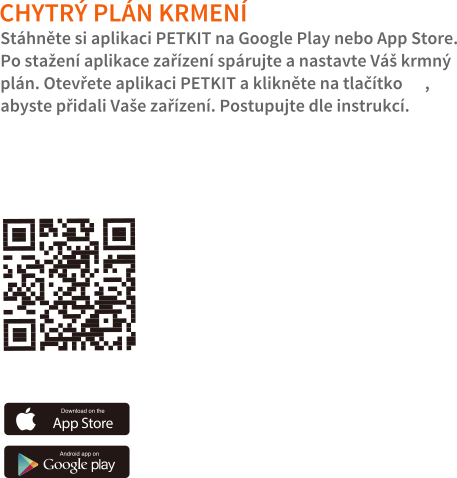 CHYTRÝ PLÁN KRMENÍ
Stáhněte si aplikaci PETKIT na Google Play nebo App Store.
Po stažení aplikace zařízení spárujte a nastavte Váš krmný
plán. Otevřete aplikaci PETKIT a klikněte na tlačítko ,
abyste přidali Vaše zařízení. Postupujte dle instrukcí.
Download on the
App Store
Android app on
Google play